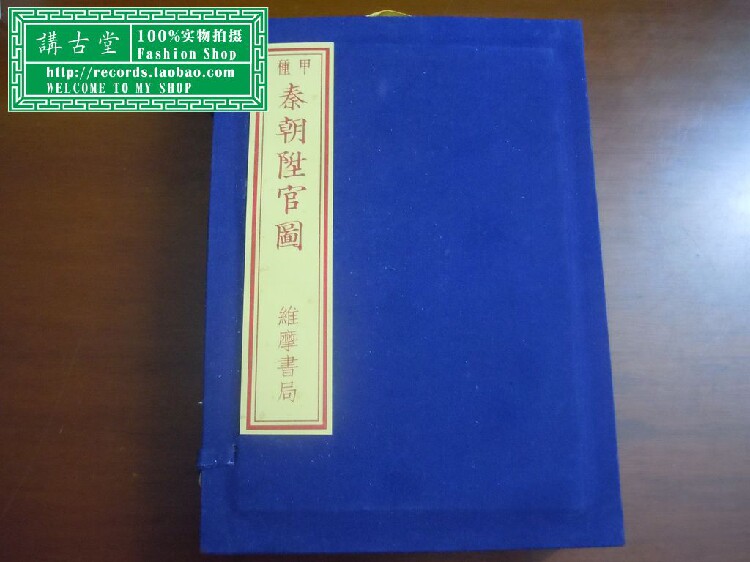 講古堂
100%实物拍摄
Fashion Shop
http://records.taobao.com
WELCOME TO MY SHOP
種甲
秦朝陞官圖
維摩書局